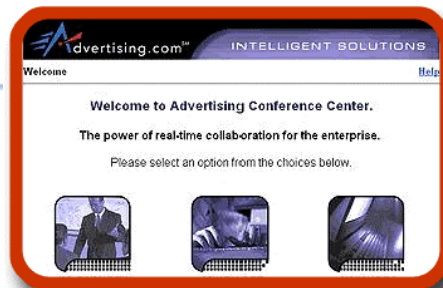 Advertising.com℠
INTELLIGENT SOLUTIONS
Welcome
Help
Welcome to Advertising Conference Center.
The power of real-time collaboration for the enterprise.
Please select an option from the choices below.